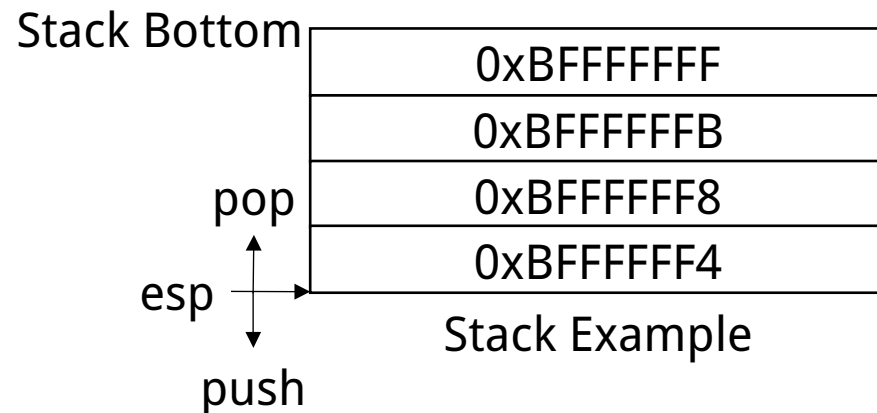 Stack Bottom
0xBFFFFFFF
0xBFFFFFFB
pop
0xBFFFFFF8
0xBFFFFFF4
esp
Stack Example
push